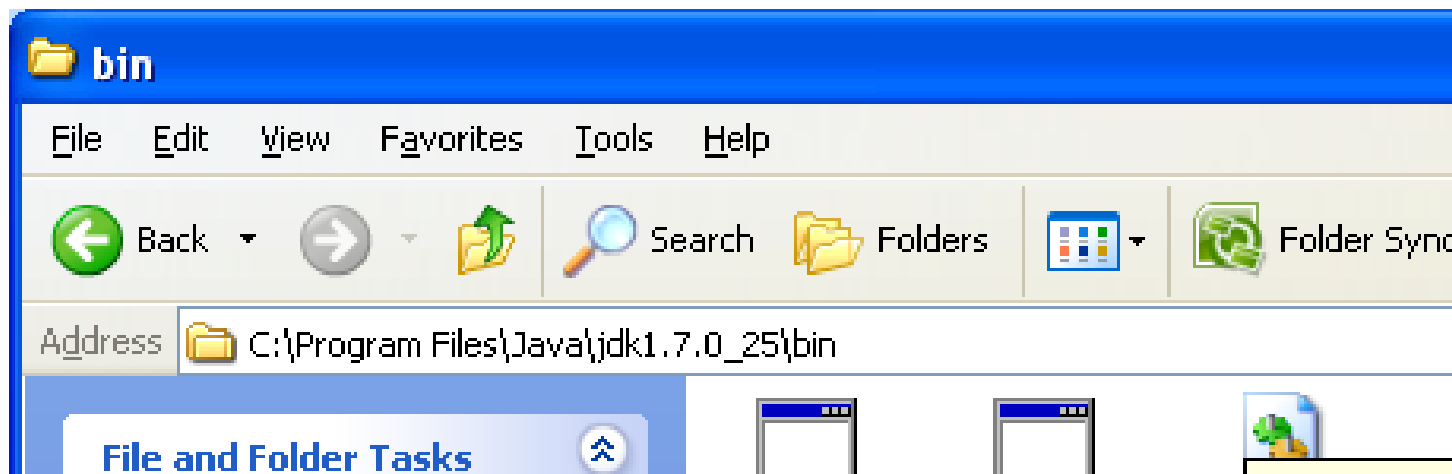 bin
File Edit View Favorites Tools Help
Back Search Folders Folder Sync
Address C:\Program Files\Java\jdk1.7.0_25\bin
File and Folder Tasks